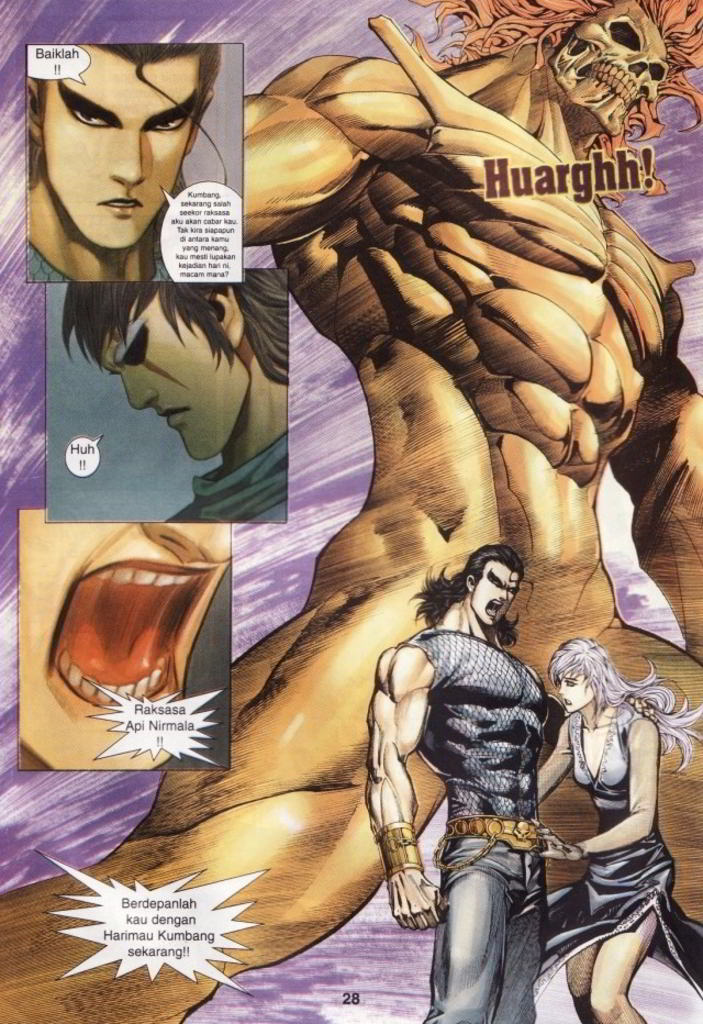 Baiklah
!!
Kumbang,
sekarang salah
seekor raksasa
aku akan cabar kau.
Tak kira siapapun
di antara kamu
yang menang,
kau mesti lupakan
kejadian hari ni,
macam mana?
Huarghh!
Huh
!!
Raksasa
Api Nirmala
!!
Berdepanlah
kau dengan
Harimau Kumbang
sekarang!!
28